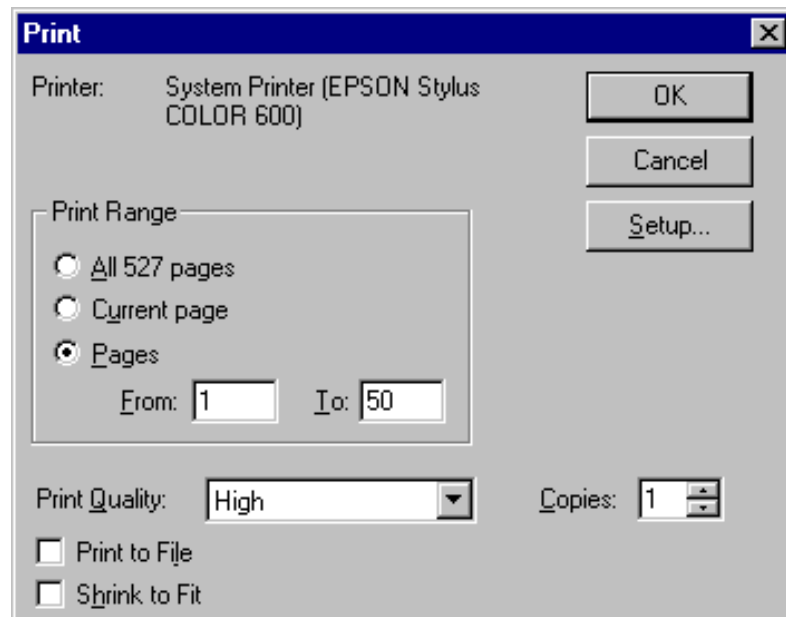 Print
Printer: System Printer (EPSON Stylus
COLOR 600)
OK
Cancel
Setup...
Print Range
All 527 pages
Current page
Pages
From: 1 To: 50
Print Quality: High Copies: 1
Print to File
Shrink to Fit